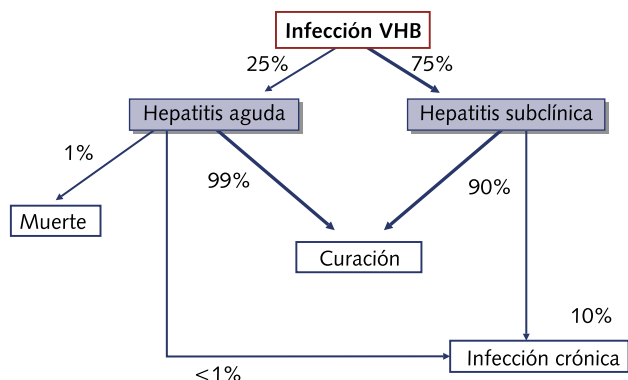 Infección VHB
25%
75%
Hepatitis aguda
Hepatitis subclínica
1%
99%
90%
Muerte
Curación
10%
Infección crónica
<1%